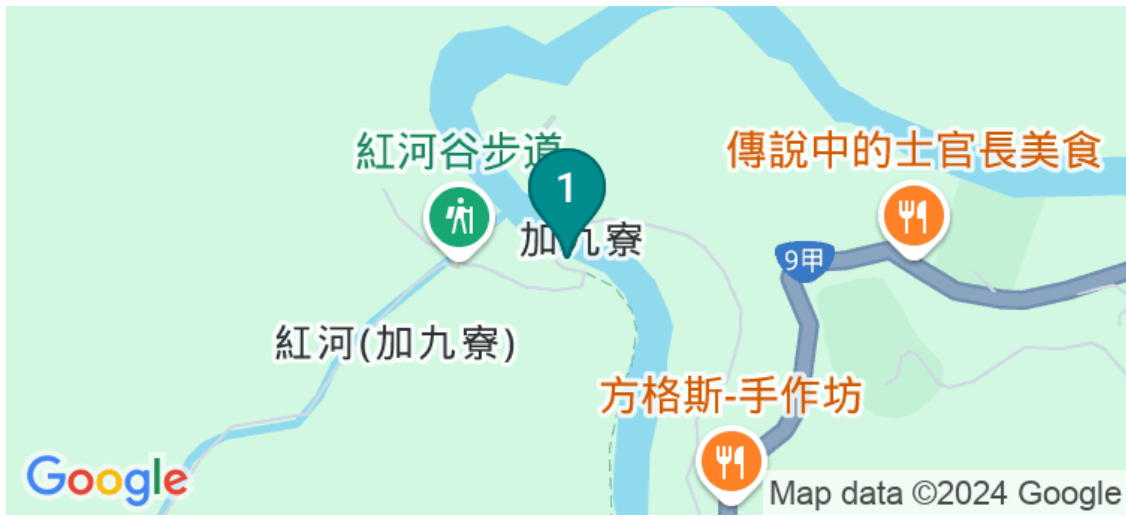 紅河谷步道
傳說中的士官長美食
1
加九寮
9甲
紅河(加九寮)
方格斯-手作坊
Google
Map data ©2024 Google